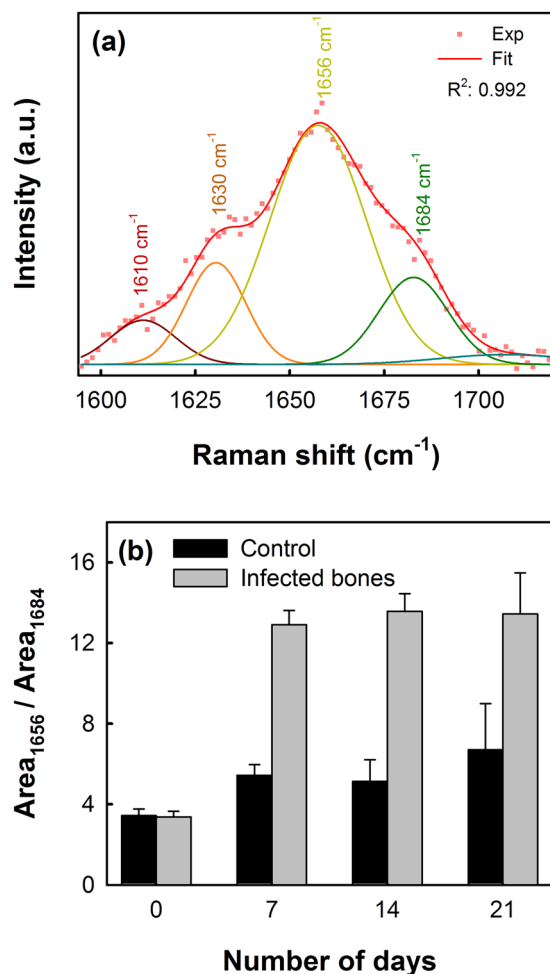 (a)
Exp
Fit
R²: 0.992
1610 cm⁻¹
1630 cm⁻¹
1656 cm⁻¹
1684 cm⁻¹
Intensity (a.u.)
1600 1625 1650 1675 1700
Raman shift (cm⁻¹)
(b)
Control
Infected bones
Area₁₆₅₆ / Area₁₆₈₄
16
12
8
4
0
0 7 14 21
Number of days